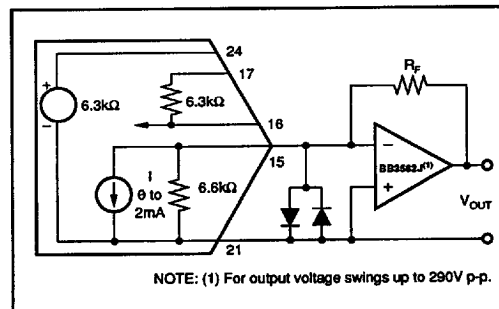 24
17
+
6.3kΩ
−
6.3kΩ
16
15
I
θ to
2mA
6.6kΩ
21
RF
−
BB3582J(1)
+
VOUT
NOTE: (1) For output voltage swings up to 290V p-p.